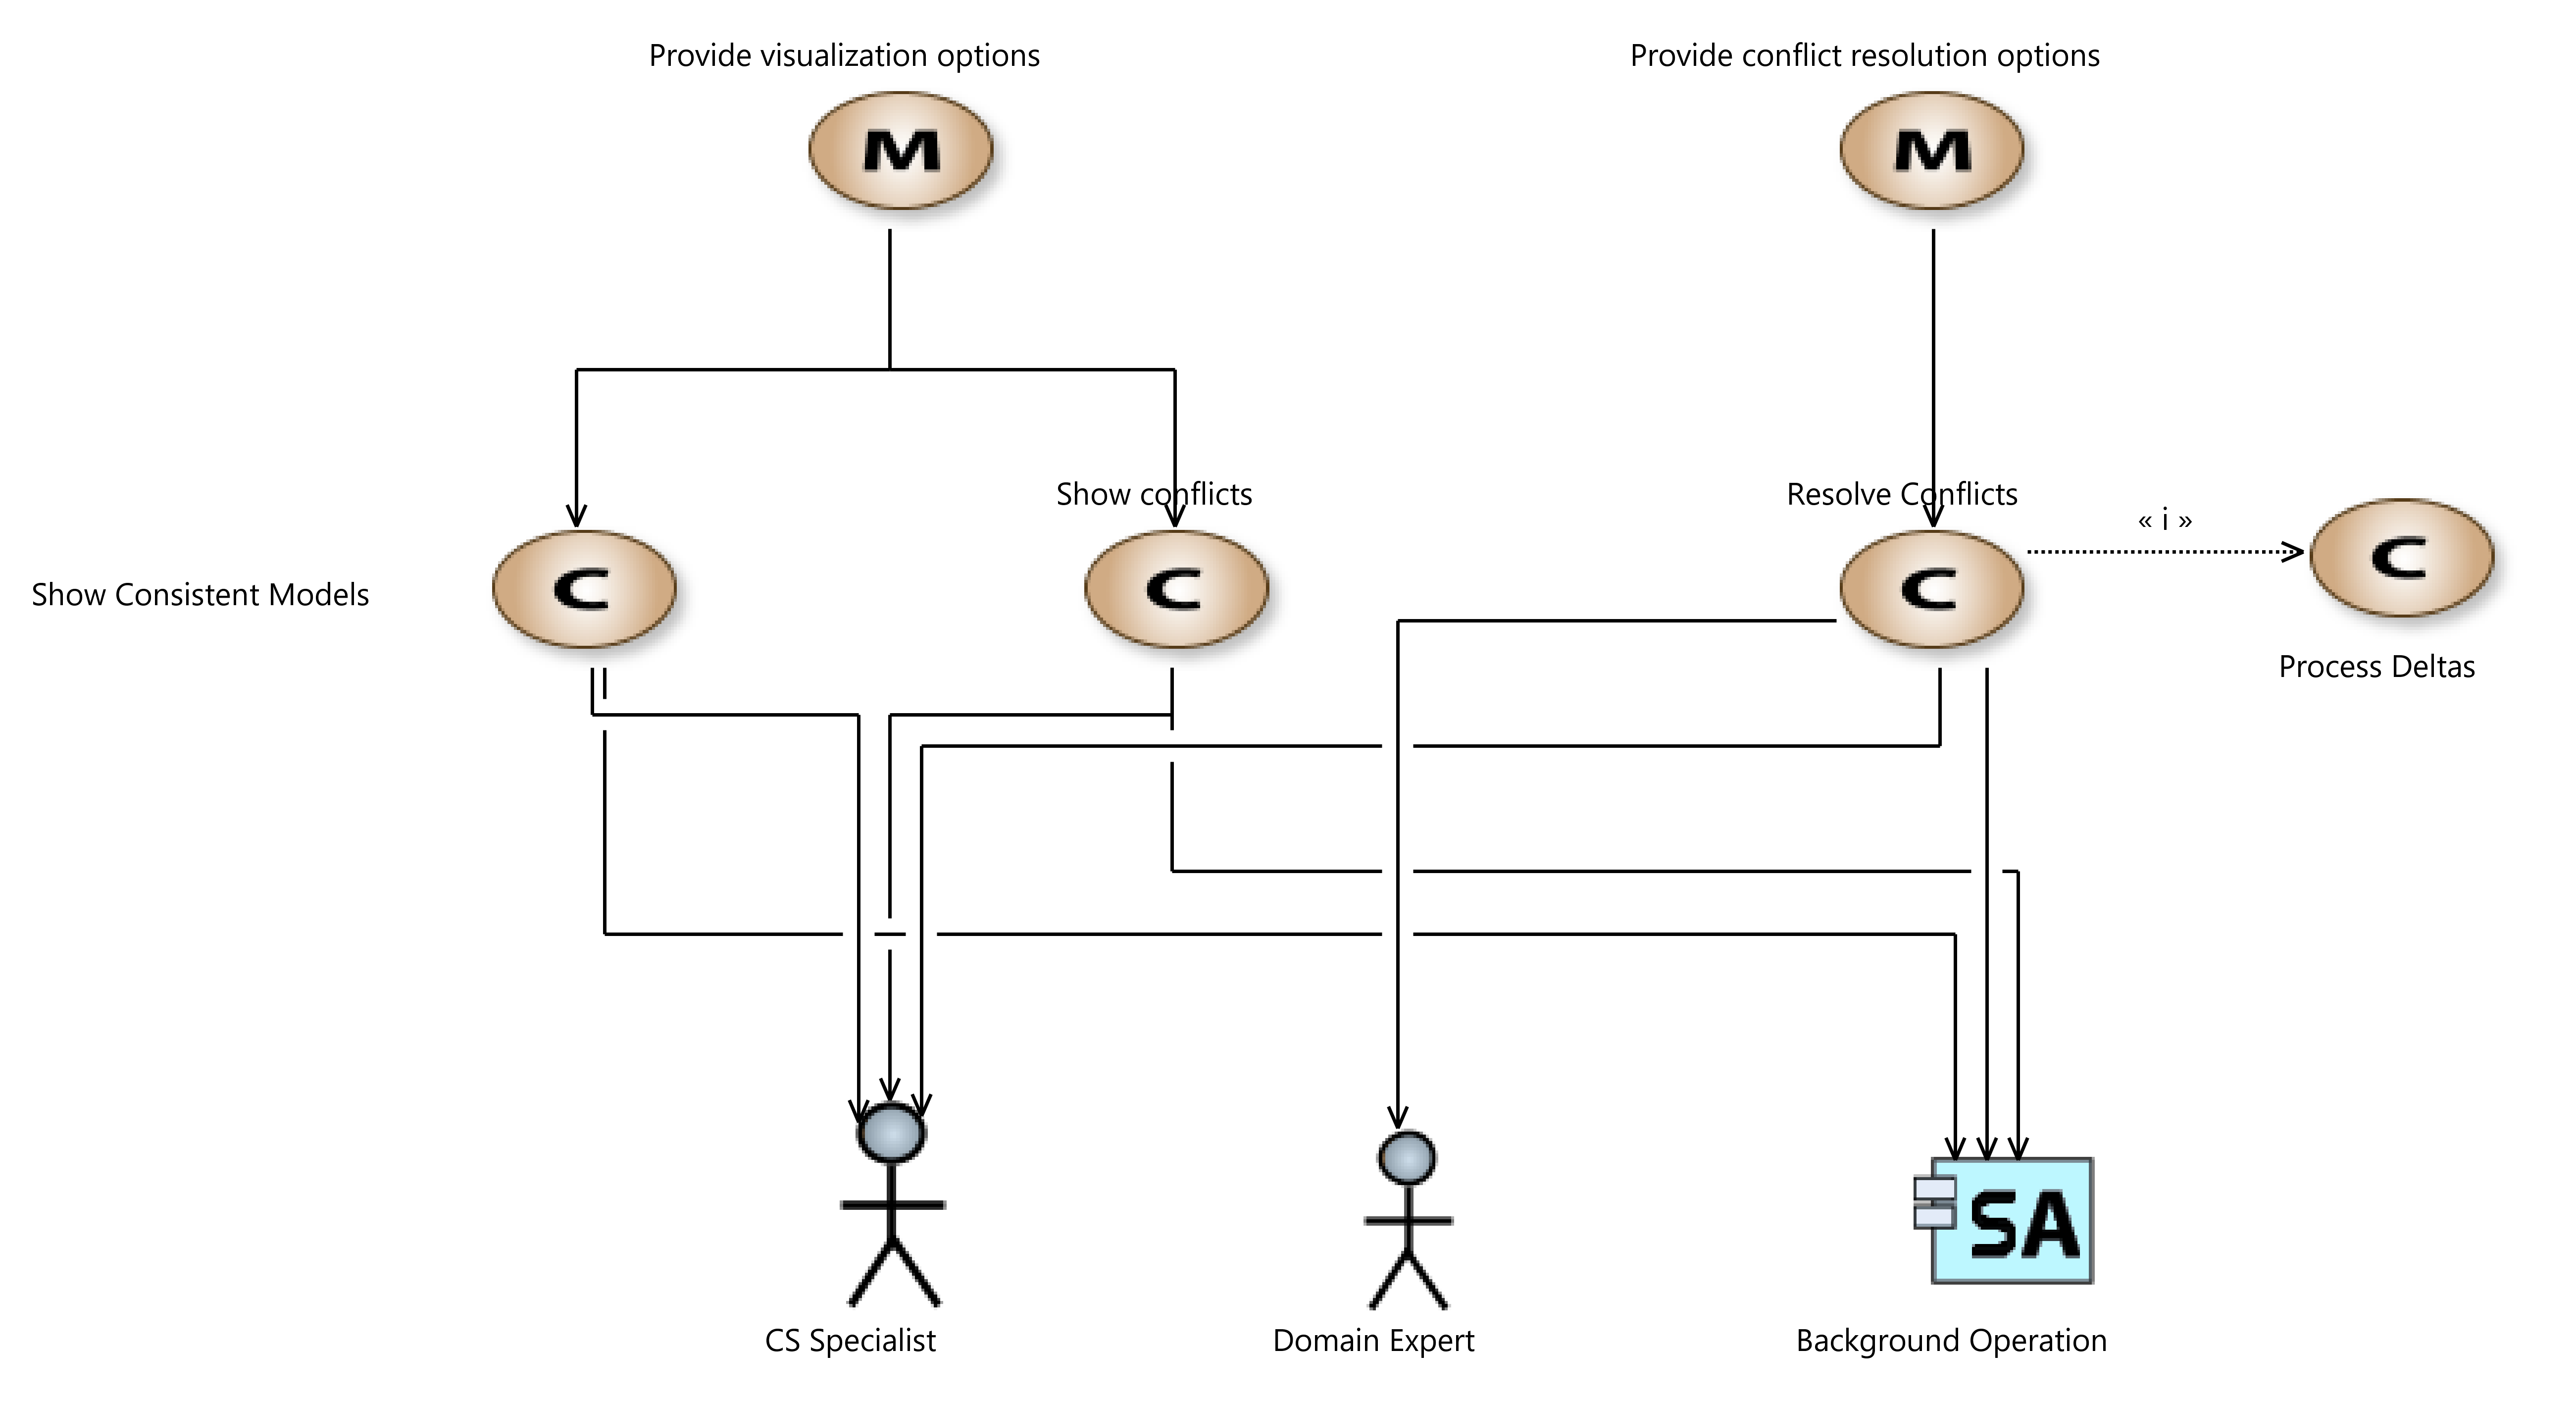 Provide visualization options
Provide conflict resolution options
M
M
Show conflicts
Resolve Conflicts
« i »
C
C
C
C
Show Consistent Models
Process Deltas
SA
CS Specialist
Domain Expert
Background Operation